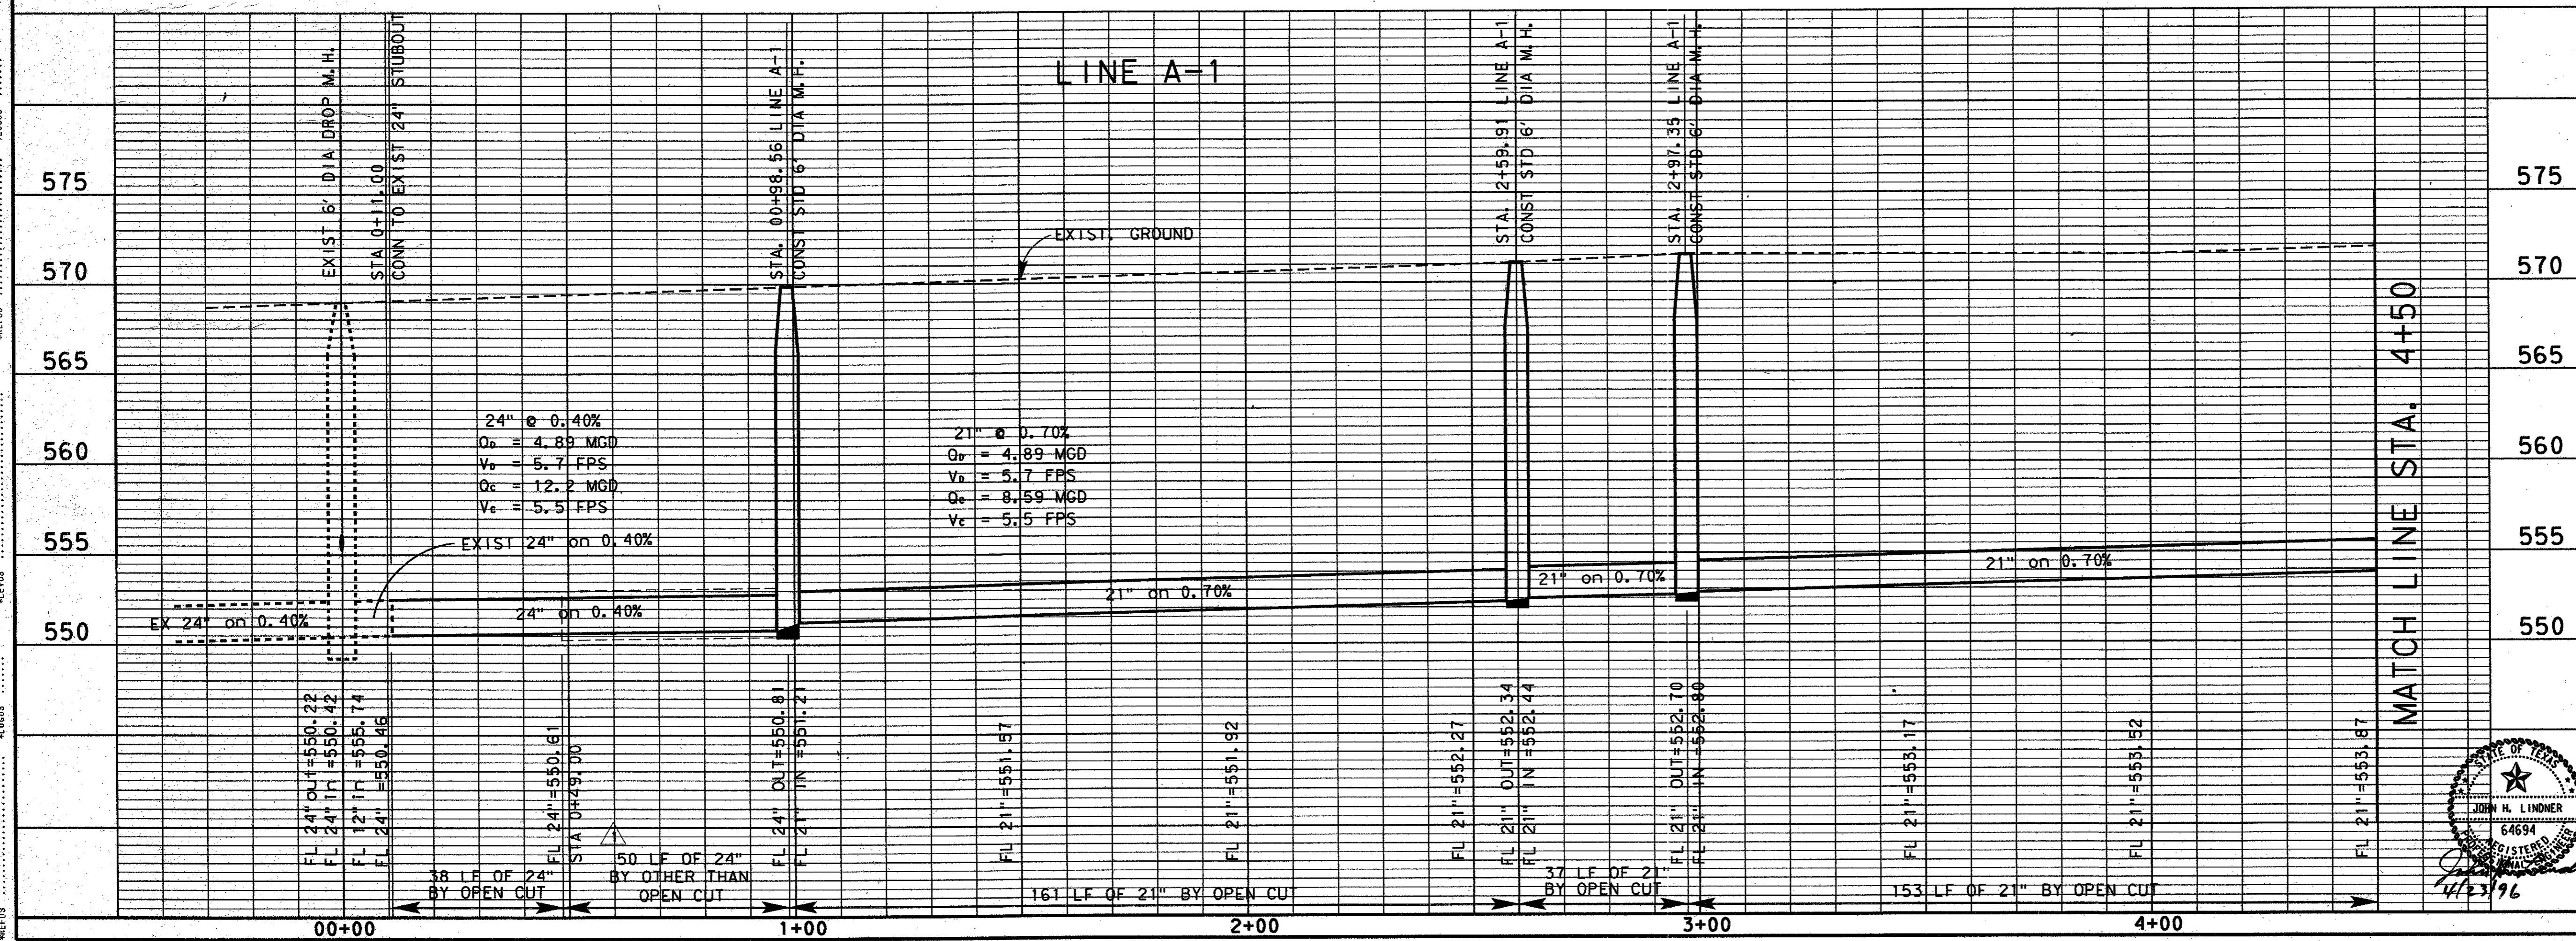 LINE A-1
EXIST 6' DIA DROP M.H.
STA 0+11.00
CONN TO EXIST 24" STUBOUT
STA. 00+98.56 LINE A-1
CONST STD 6' DIA M.H.
STA. 2+59.91 LINE A-1
CONST STD 6' DIA M.H.
STA. 2+97.35 LINE A-1
CONST STD 6' DIA M.H.
EXIST. GROUND
575
570
565
560
555
550
575
570
565
560
555
550
24" @ 0.40%
QD = 4.89 MGD
VD = 5.7 FPS
QC = 12.2 MGD
VC = 5.5 FPS
21" @ 0.70%
QD = 4.89 MGD
VD = 5.7 FPS
QC = 8.59 MGD
VC = 5.5 FPS
EXIST 24" on 0.40%
EX 24" on 0.40%
24" on 0.40%
21" on 0.70%
21" on 0.70%
21" on 0.70%
MATCH LINE STA. 4+50
FL 24" out=550.22
FL 24" in =550.42
FL 12" in =555.74
FL 24" =550.46
FL 24"=550.61
STA 0+49.00
FL 24" OUT=550.81
FL 21" IN =551.21
FL 21"=551.57
FL 21"=551.92
FL 21"=552.27
FL 21" OUT=552.34
FL 21" IN =552.44
FL 21" OUT=552.70
FL 21" IN =552.80
FL 21"=553.17
FL 21"=553.52
FL 21"=553.87
38 LF OF 24"
BY OPEN CUT
1
50 LF OF 24"
BY OTHER THAN
OPEN CUT
161 LF OF 21" BY OPEN CUT
37 LF OF 21"
BY OPEN CUT
153 LF OF 21" BY OPEN CUT
00+00
1+00
2+00
3+00
4+00
STATE OF TEXAS
JOHN H. LINDNER
64694
REGISTERED
PROFESSIONAL ENGINEER
4/23/96